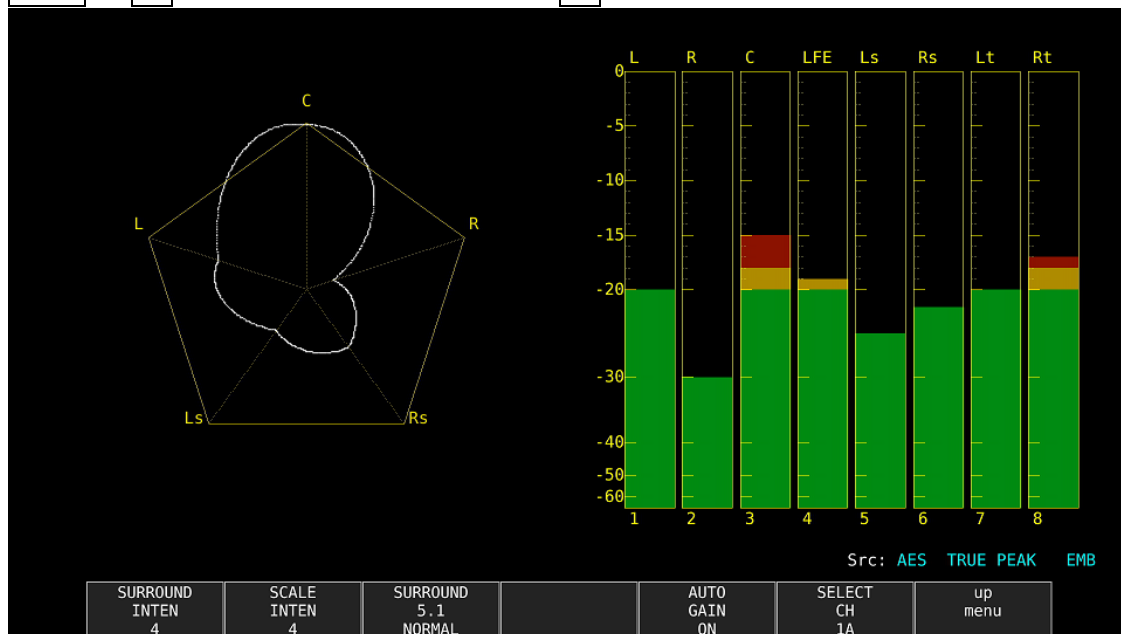 C
L
R
Ls
Rs
L R C LFE Ls Rs Lt Rt
0
-5
-10
-15
-20
-30
-40
-50
-60
1 2 3 4 5 6 7 8
Src: AES TRUE PEAK EMB
SURROUND INTEN 4
SCALE INTEN 4
SURROUND 5.1 NORMAL
AUTO GAIN ON
SELECT CH 1A
up menu